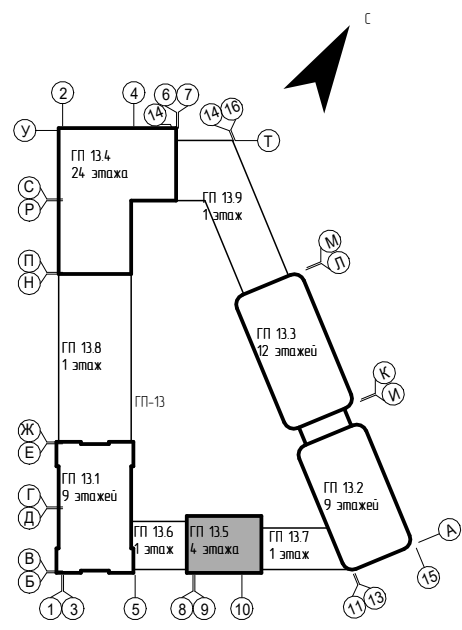 С
2
4
6
7
14
14
16
У
Т
ГП 13.4
24 этажа
С
Р
ГП 13.9
1 этаж
М
Л
П
Н
ГП 13.3
12 этажей
ГП 13.8
1 этаж
К
И
ГП-13
Ж
Е
ГП 13.1
9 этажей
Г
Д
ГП 13.2
9 этажей
А
15
ГП 13.6
1 этаж
ГП 13.5
4 этажа
ГП 13.7
1 этаж
В
Б
1
3
5
8
9
10
11
13